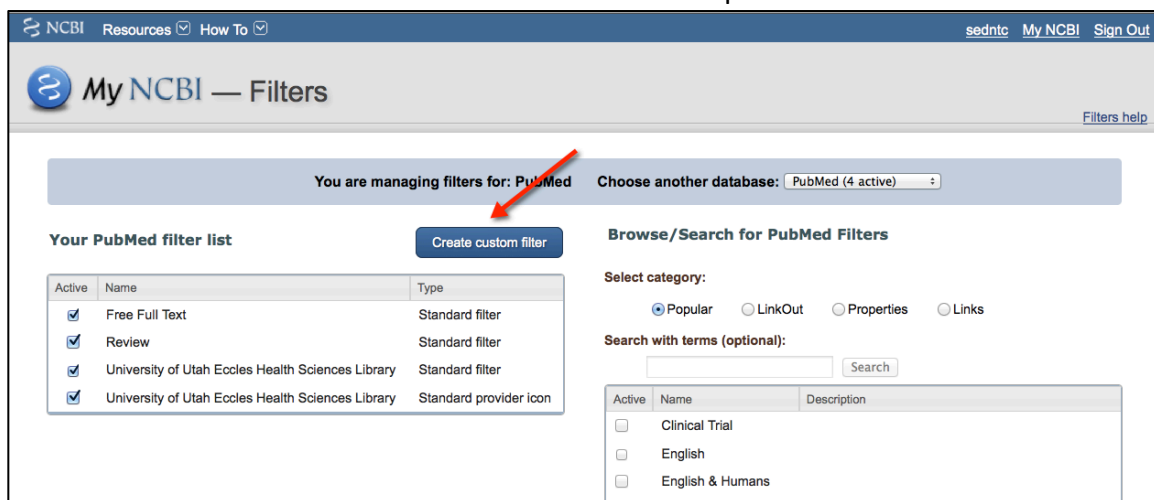 NCBI Resources How To sedntc My NCBI Sign Out
My NCBI — Filters
Filters help
You are managing filters for: PubMed Choose another database: PubMed (4 active)
Your PubMed filter list
Create custom filter
Active Name Type
Free Full Text Standard filter
Review Standard filter
University of Utah Eccles Health Sciences Library Standard filter
University of Utah Eccles Health Sciences Library Standard provider icon
Browse/Search for PubMed Filters
Select category:
Popular LinkOut Properties Links
Search with terms (optional):
Search
Active Name Description
Clinical Trial
English
English & Humans